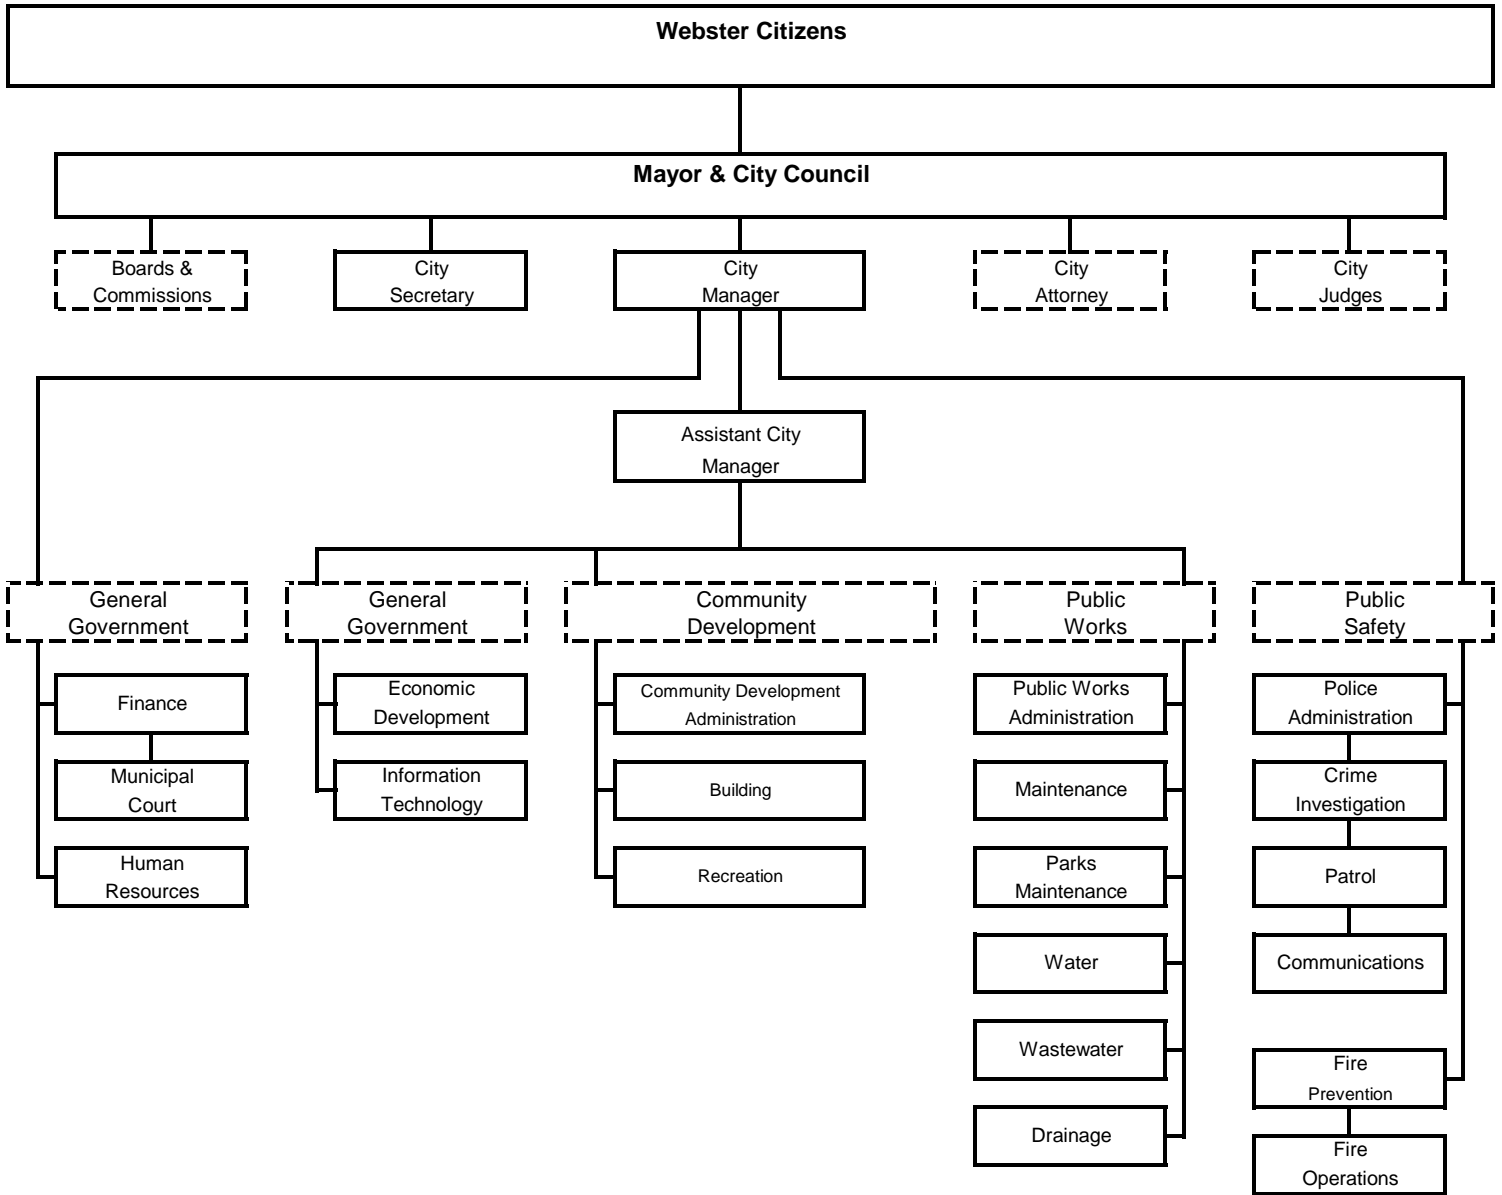 Webster Citizens
Mayor & City Council
Boards &
Commissions
City
Secretary
City
Manager
City
Attorney
City
Judges
Assistant City
Manager
General
Government
General
Government
Community
Development
Public
Works
Public
Safety
Finance
Municipal
Court
Human
Resources
Economic
Development
Information
Technology
Community Development
Administration
Building
Recreation
Public Works
Administration
Maintenance
Parks
Maintenance
Water
Wastewater
Drainage
Police
Administration
Crime
Investigation
Patrol
Communications
Fire
Prevention
Fire
Operations